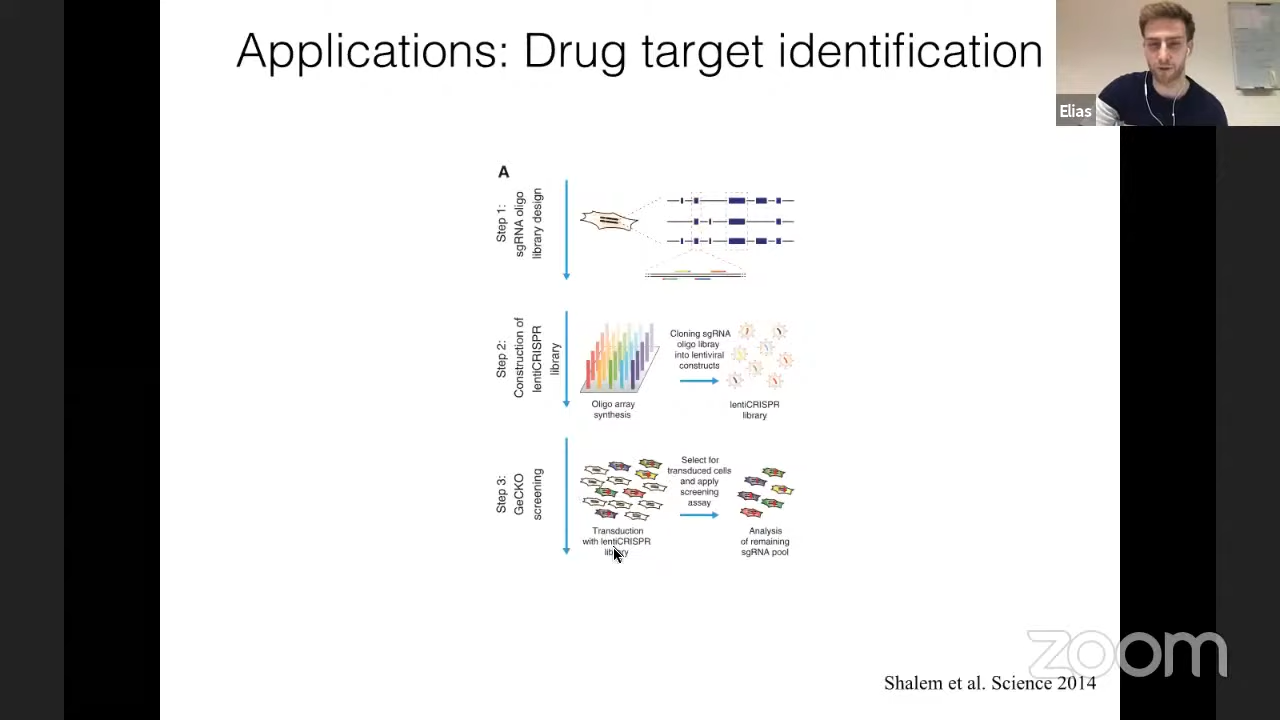 Applications: Drug target identification
Elias
A
Step 1:
sgRNA oligo
library design
Step 2:
Construction of
lentiCRISPR
library
Oligo array
synthesis
Cloning sgRNA
oligo libray
into lentiviral
constructs
lentiCRISPR
library
Step 3:
GeCKO
screening
Transduction
with lentiCRISPR
library
Select for
transduced cells
and apply
screening
assay
Analysis
of remaining
sgRNA pool
zoom
Shalem et al. Science 2014